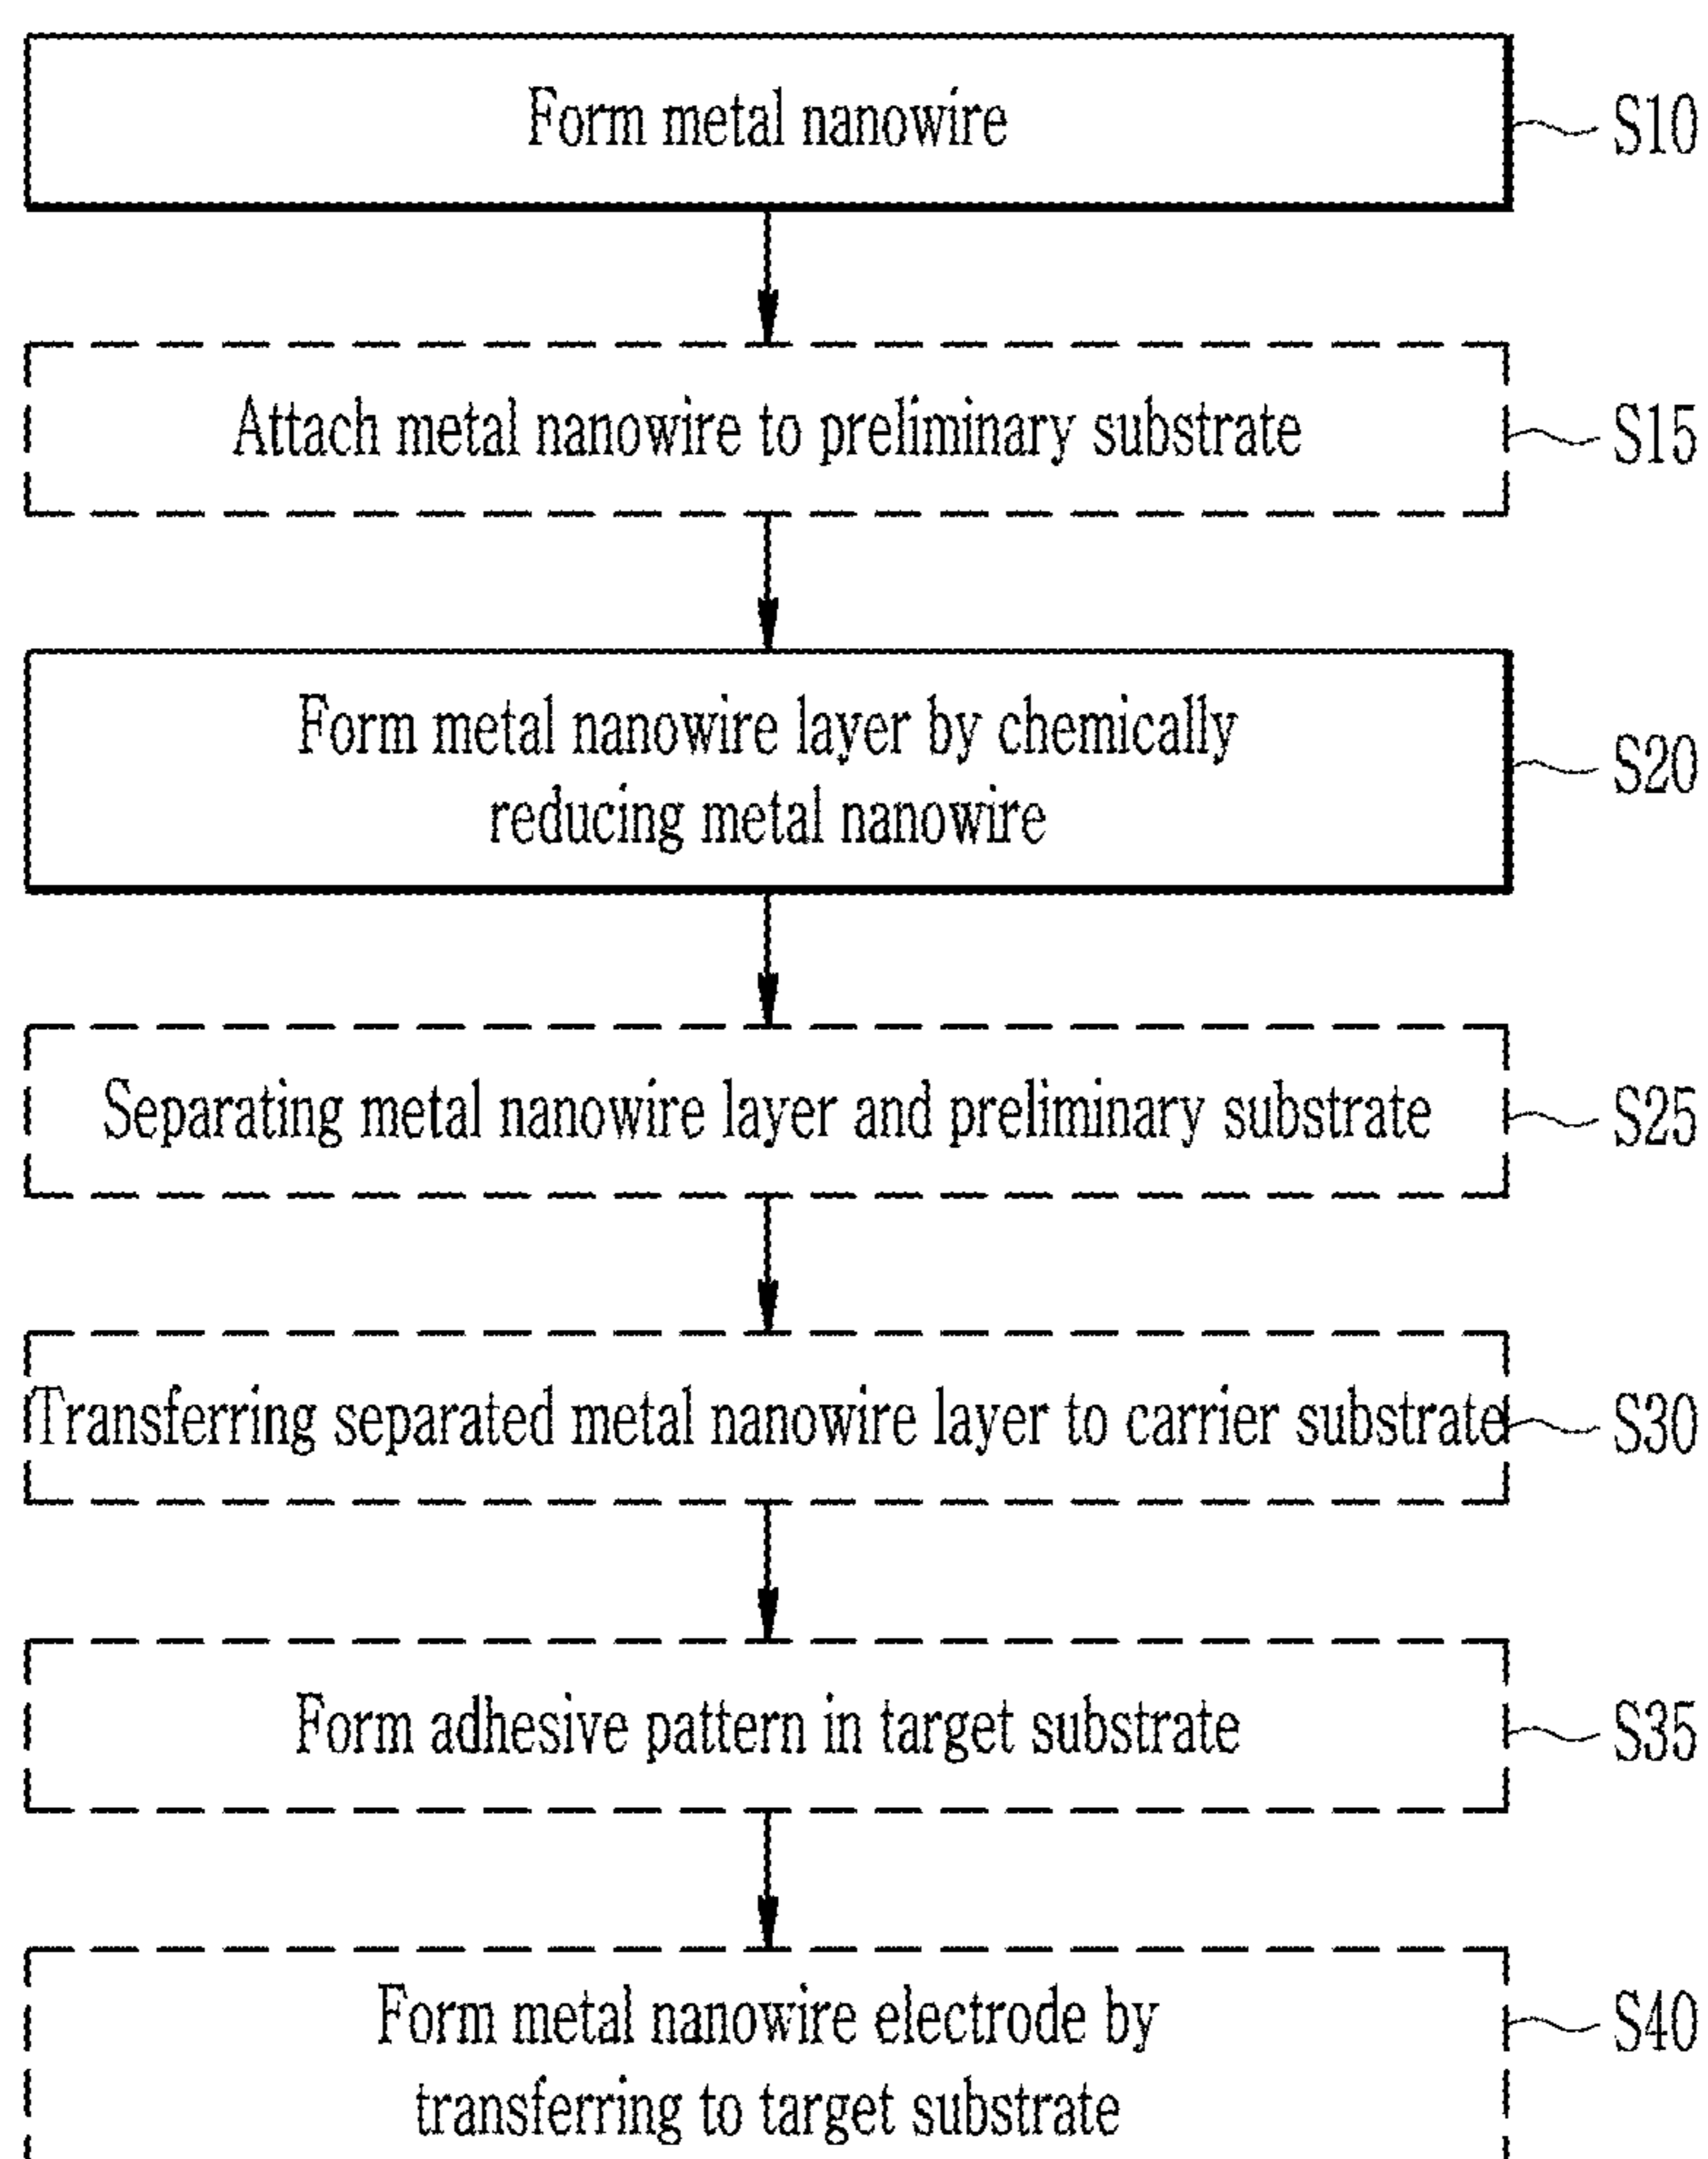 Form metal nanowire
S10
Attach metal nanowire to preliminary substrate
S15
Form metal nanowire layer by chemically
reducing metal nanowire
S20
Separating metal nanowire layer and preliminary substrate
S25
Transferring separated metal nanowire layer to carrier substrate
S30
Form adhesive pattern in target substrate
S35
Form metal nanowire electrode by
transferring to target substrate
S40